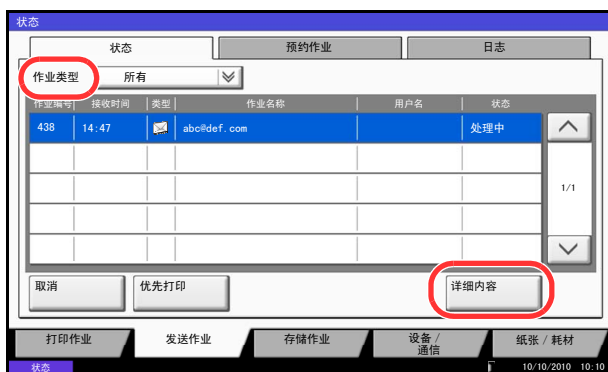 状态
状态 预约作业 日志
作业类型 所有
作业编号 接收时间 类型 作业名称 用户名 状态
438 14:47 abc@def.com 处理中
1/1
取消 优先打印 详细内容
打印作业 发送作业 存储作业 设备 / 通信 纸张 / 耗材
状态 10/10/2010 10:10